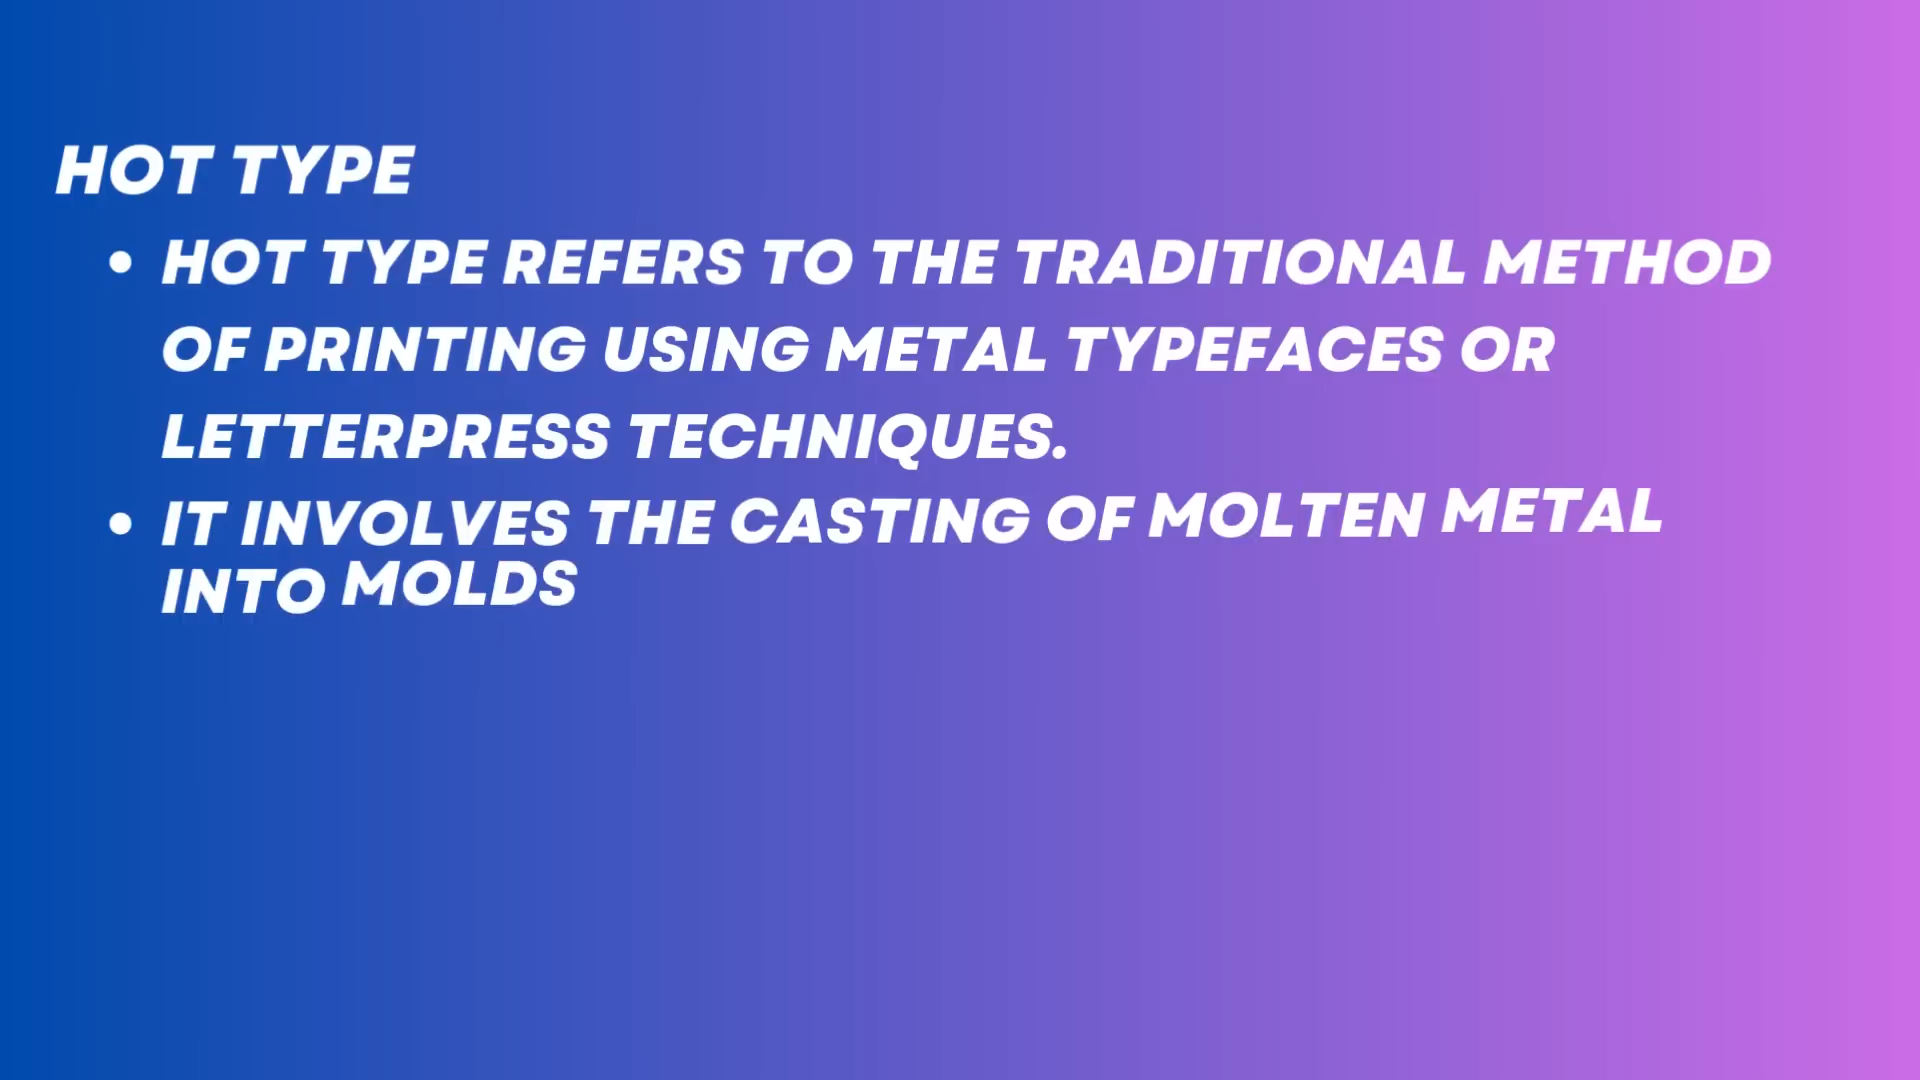 HOT TYPE
• HOT TYPE REFERS TO THE TRADITIONAL METHOD
OF PRINTING USING METAL TYPEFACES OR
LETTERPRESS TECHNIQUES.
• IT INVOLVES THE CASTING OF MOLTEN METAL
INTO MOLDS